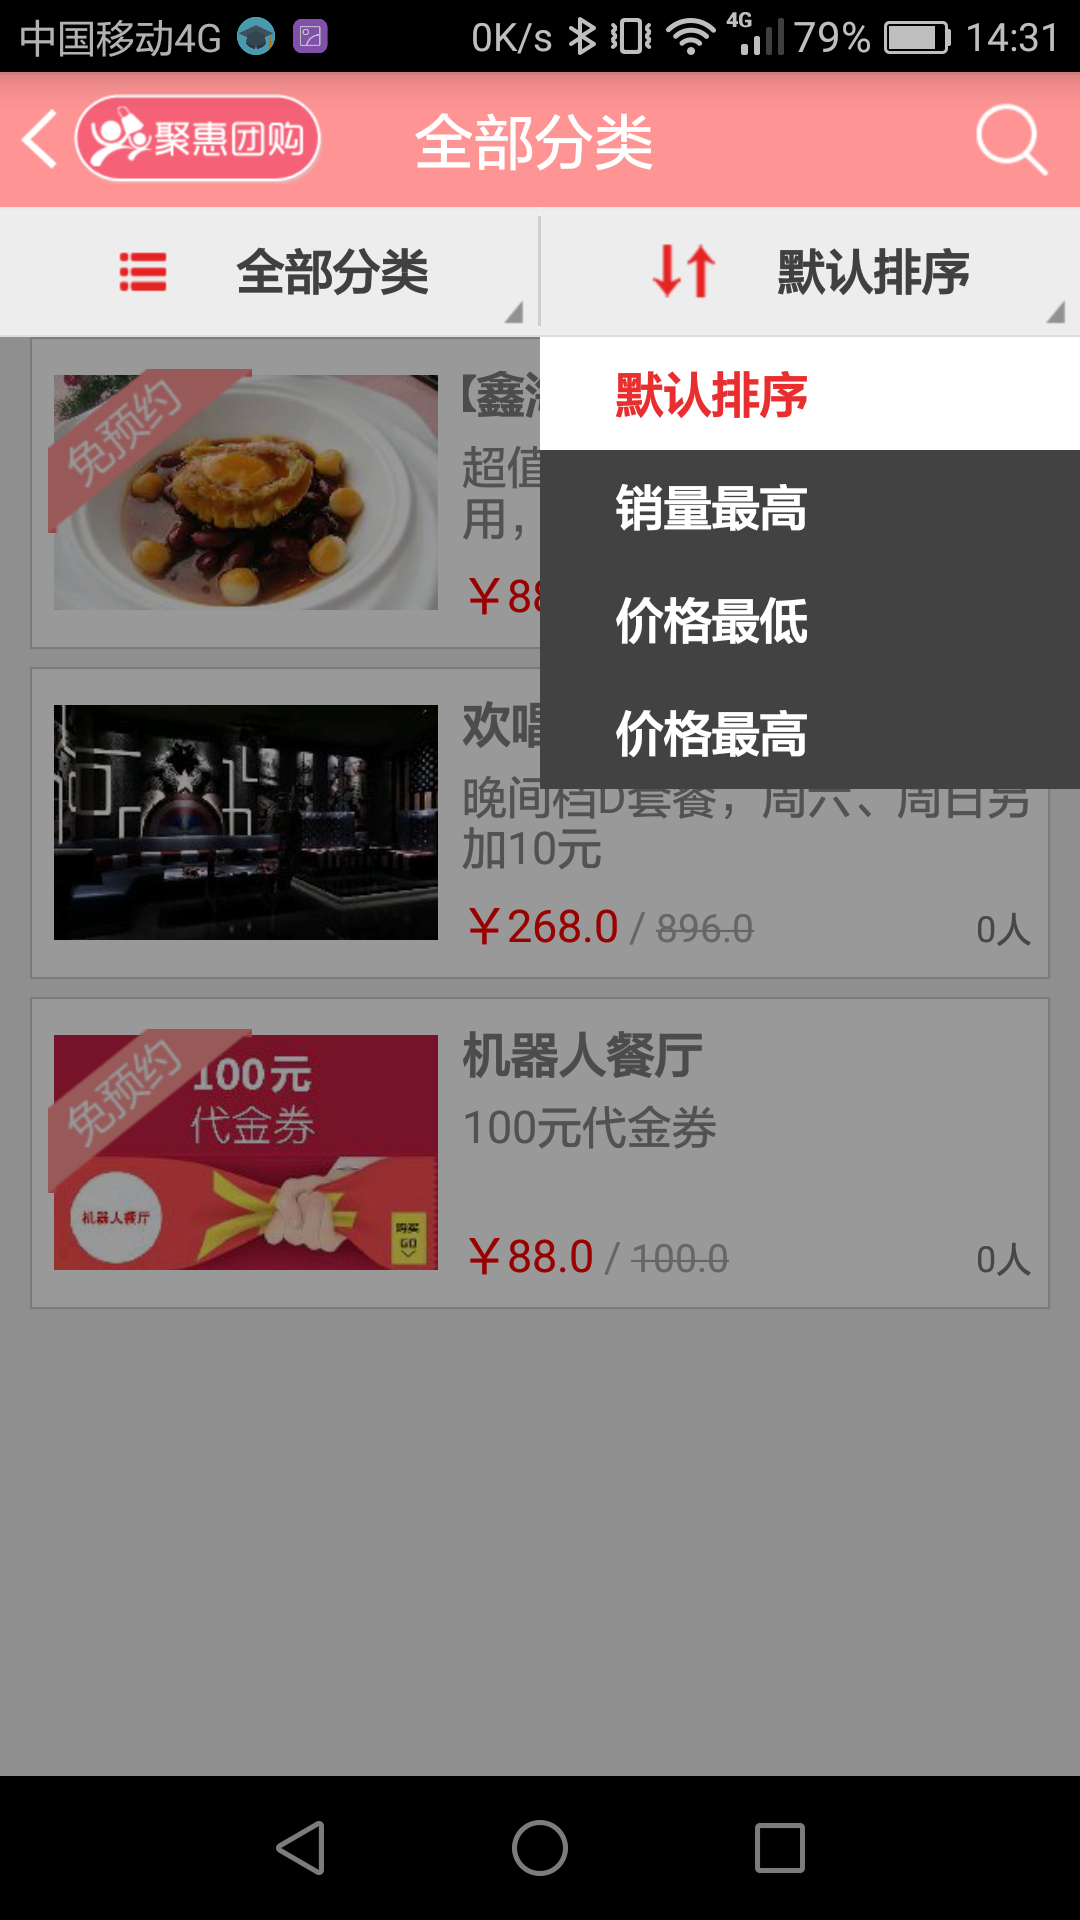 中国移动4G
0K/s
4G
79%
14:31
聚惠团购
全部分类
全部分类
默认排序
默认排序
销量最高
价格最低
价格最高
免预约
【鑫
超值
用，
￥88
欢唱
晚间档D套餐，周六、周日另
加10元
￥268.0 / 896.0
0人
免预约
100元
代金券
机器人餐厅
购买
GO
机器人餐厅
100元代金券
￥88.0 / 100.0
0人